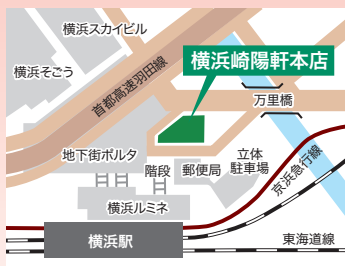 横浜スカイビル
横浜そごう
首都高速羽田線
横浜崎陽軒本店
万里橋
地下街ポルタ
階段
郵便局
立体
駐車場
京浜急行線
横浜ルミネ
横浜駅
東海道線